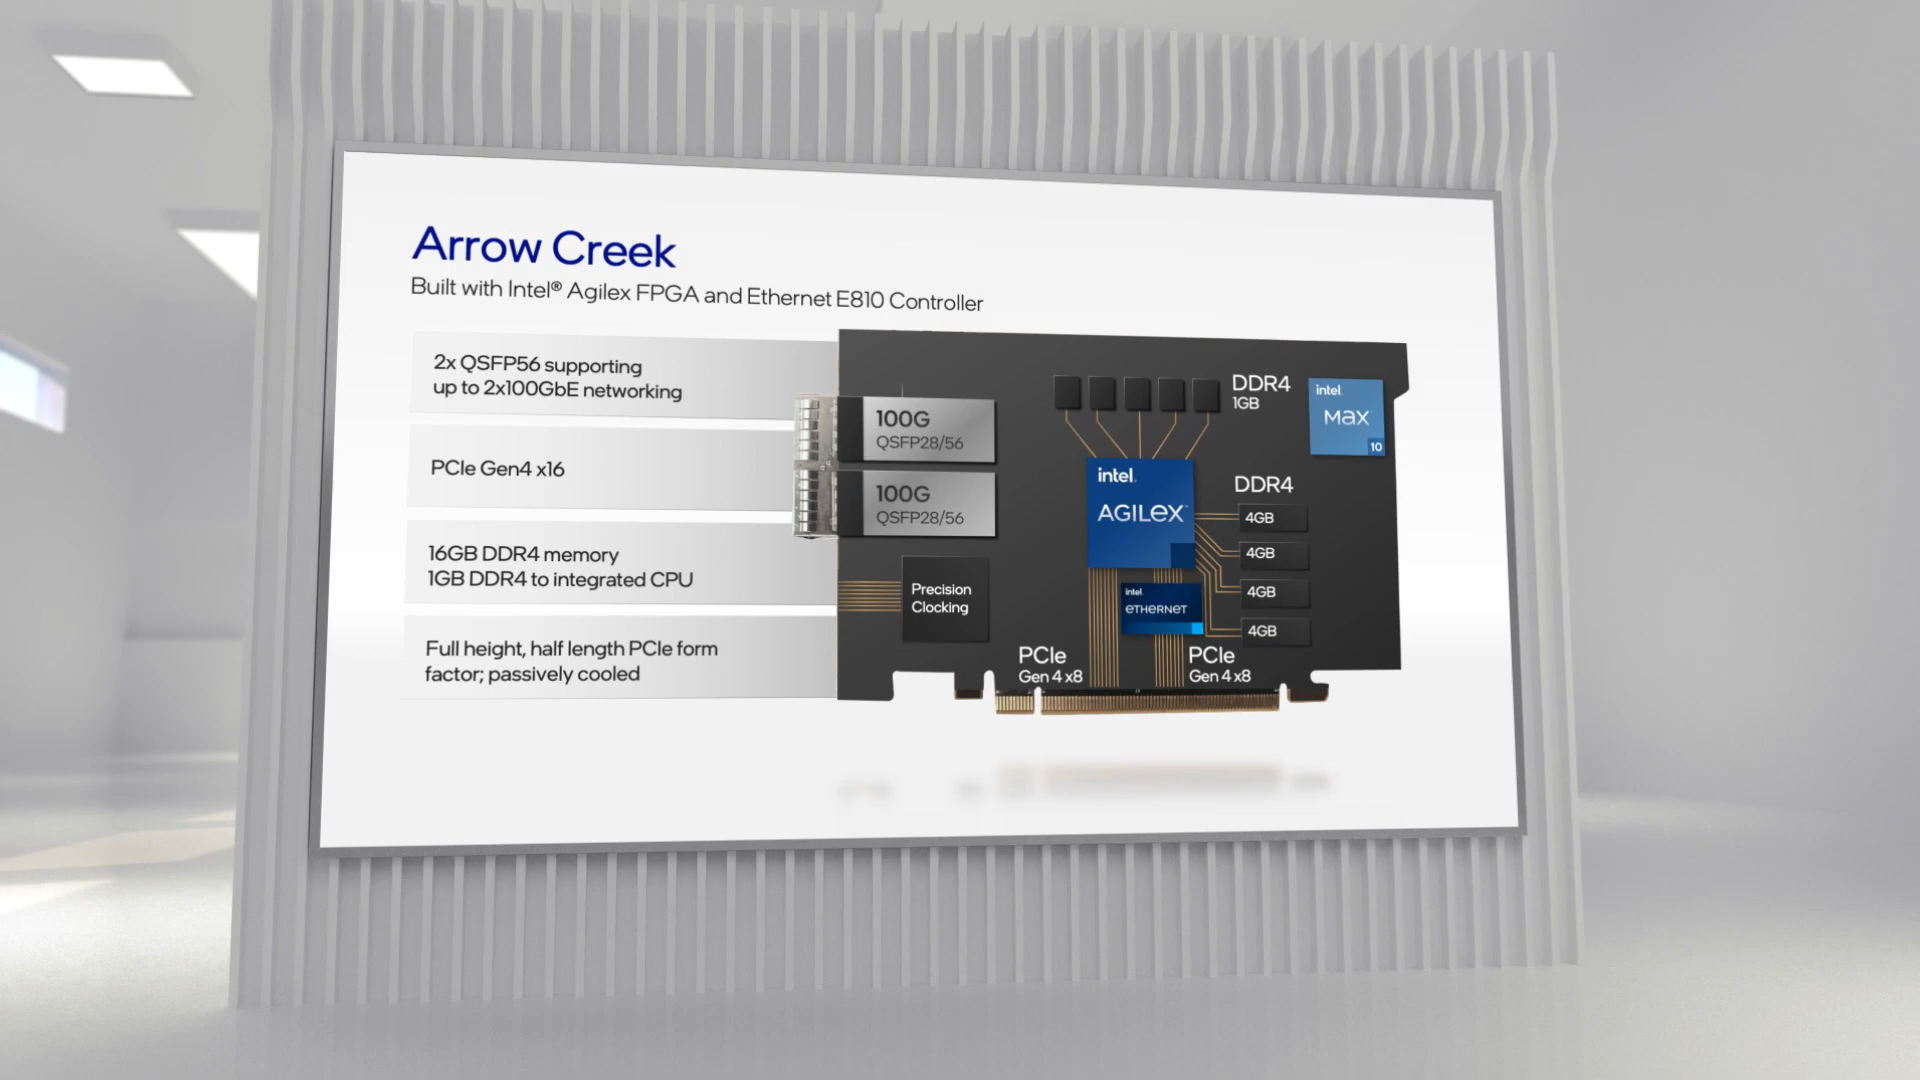 Arrow Creek
Built with Intel® Agilex FPGA and Ethernet E810 Controller
2x QSFP56 supporting
up to 2x100GbE networking
PCIe Gen4 x16
16GB DDR4 memory
1GB DDR4 to integrated CPU
Full height, half length PCIe form
factor; passively cooled
100G
QSFP28/56
100G
QSFP28/56
Precision
Clocking
DDR4
1GB
intel.
MAX
10
intel.
AGILEX™
DDR4
4GB
4GB
4GB
4GB
intel.
ETHERNET
PCIe
Gen 4 x8
PCIe
Gen 4 x8